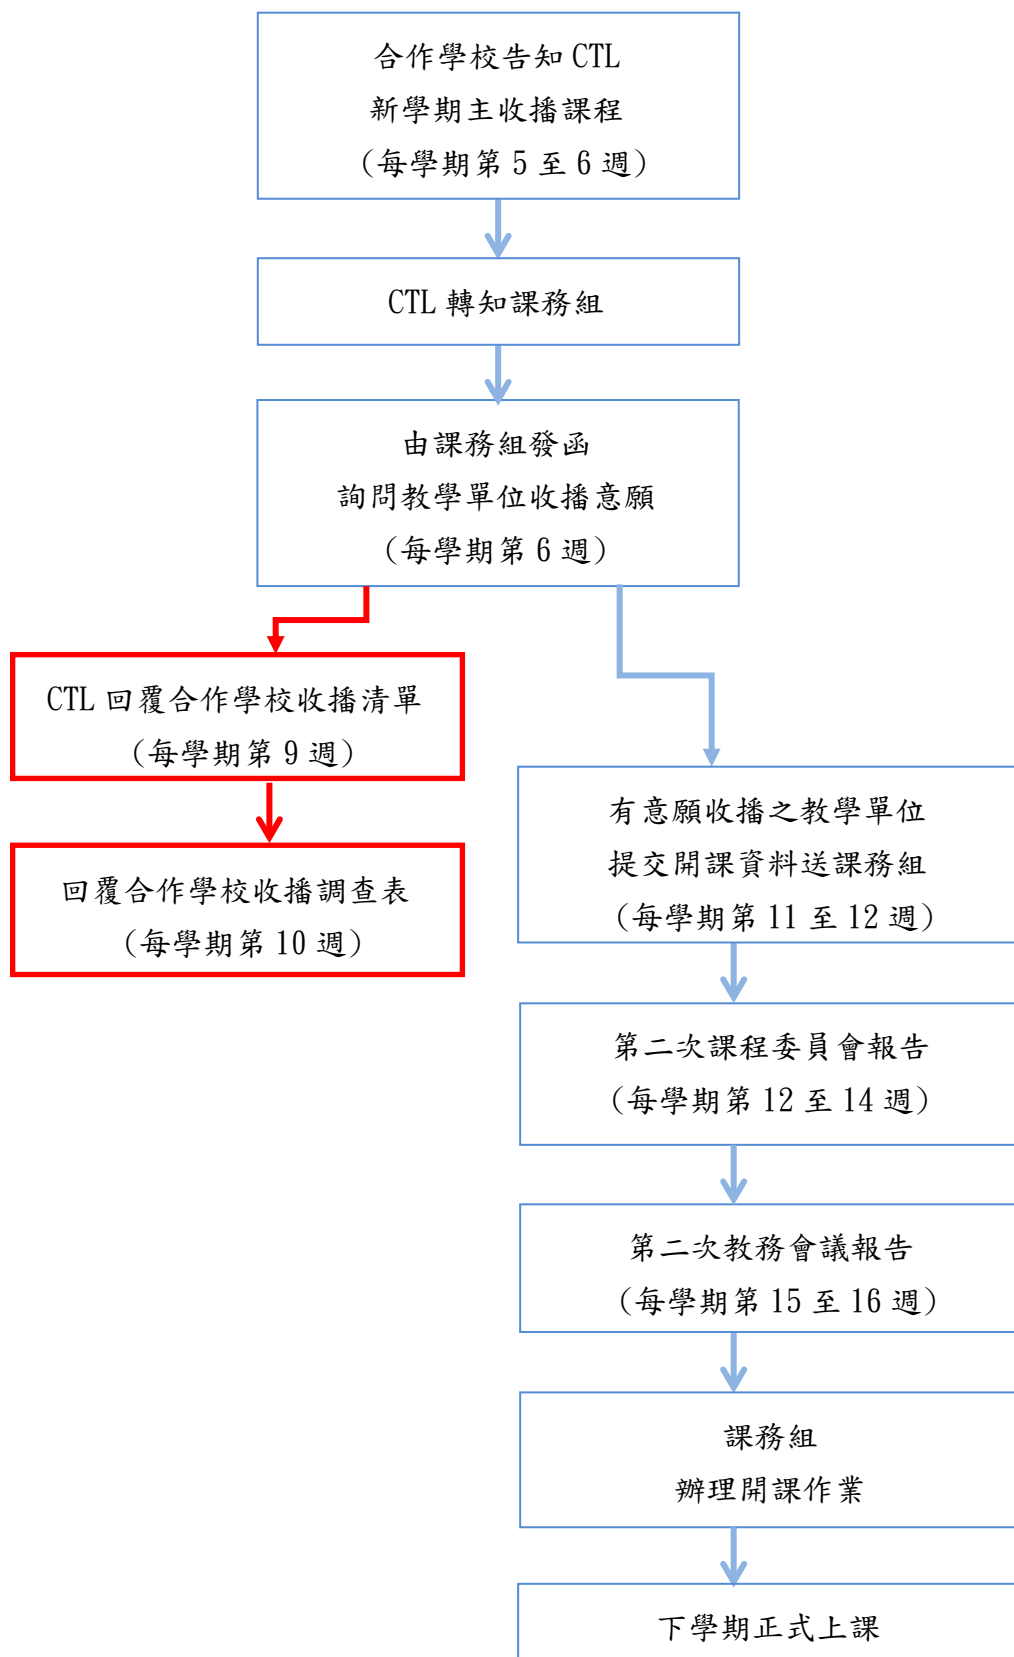 合作學校告知 CTL
新學期主收播課程
(每學期第 5 至 6 週)
CTL 轉知課務組
由課務組發函
詢問教學單位收播意願
(每學期第 6 週)
CTL 回覆合作學校收播清單
(每學期第 9 週)
回覆合作學校收播調查表
(每學期第 10 週)
有意願收播之教學單位
提交開課資料送課務組
(每學期第 11 至 12 週)
第二次課程委員會報告
(每學期第 12 至 14 週)
第二次教務會議報告
(每學期第 15 至 16 週)
課務組
辦理開課作業
下學期正式上課